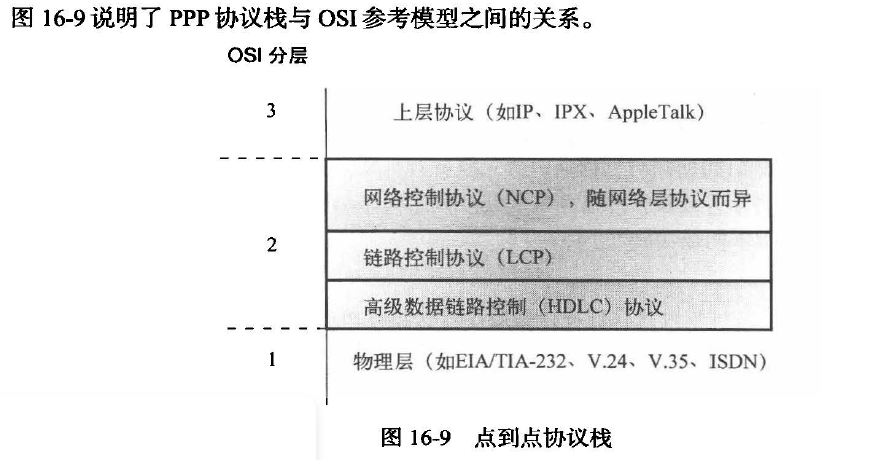 图 16-9 说明了 PPP 协议栈与 OSI 参考模型之间的关系。
OSI 分层
3
上层协议（如IP、IPX、AppleTalk）
网络控制协议（NCP），随网络层协议而异
2
链路控制协议（LCP）
高级数据链路控制（HDLC）协议
1
物理层（如EIA/TIA-232、V.24、V.35、ISDN）
图 16-9 点到点协议栈